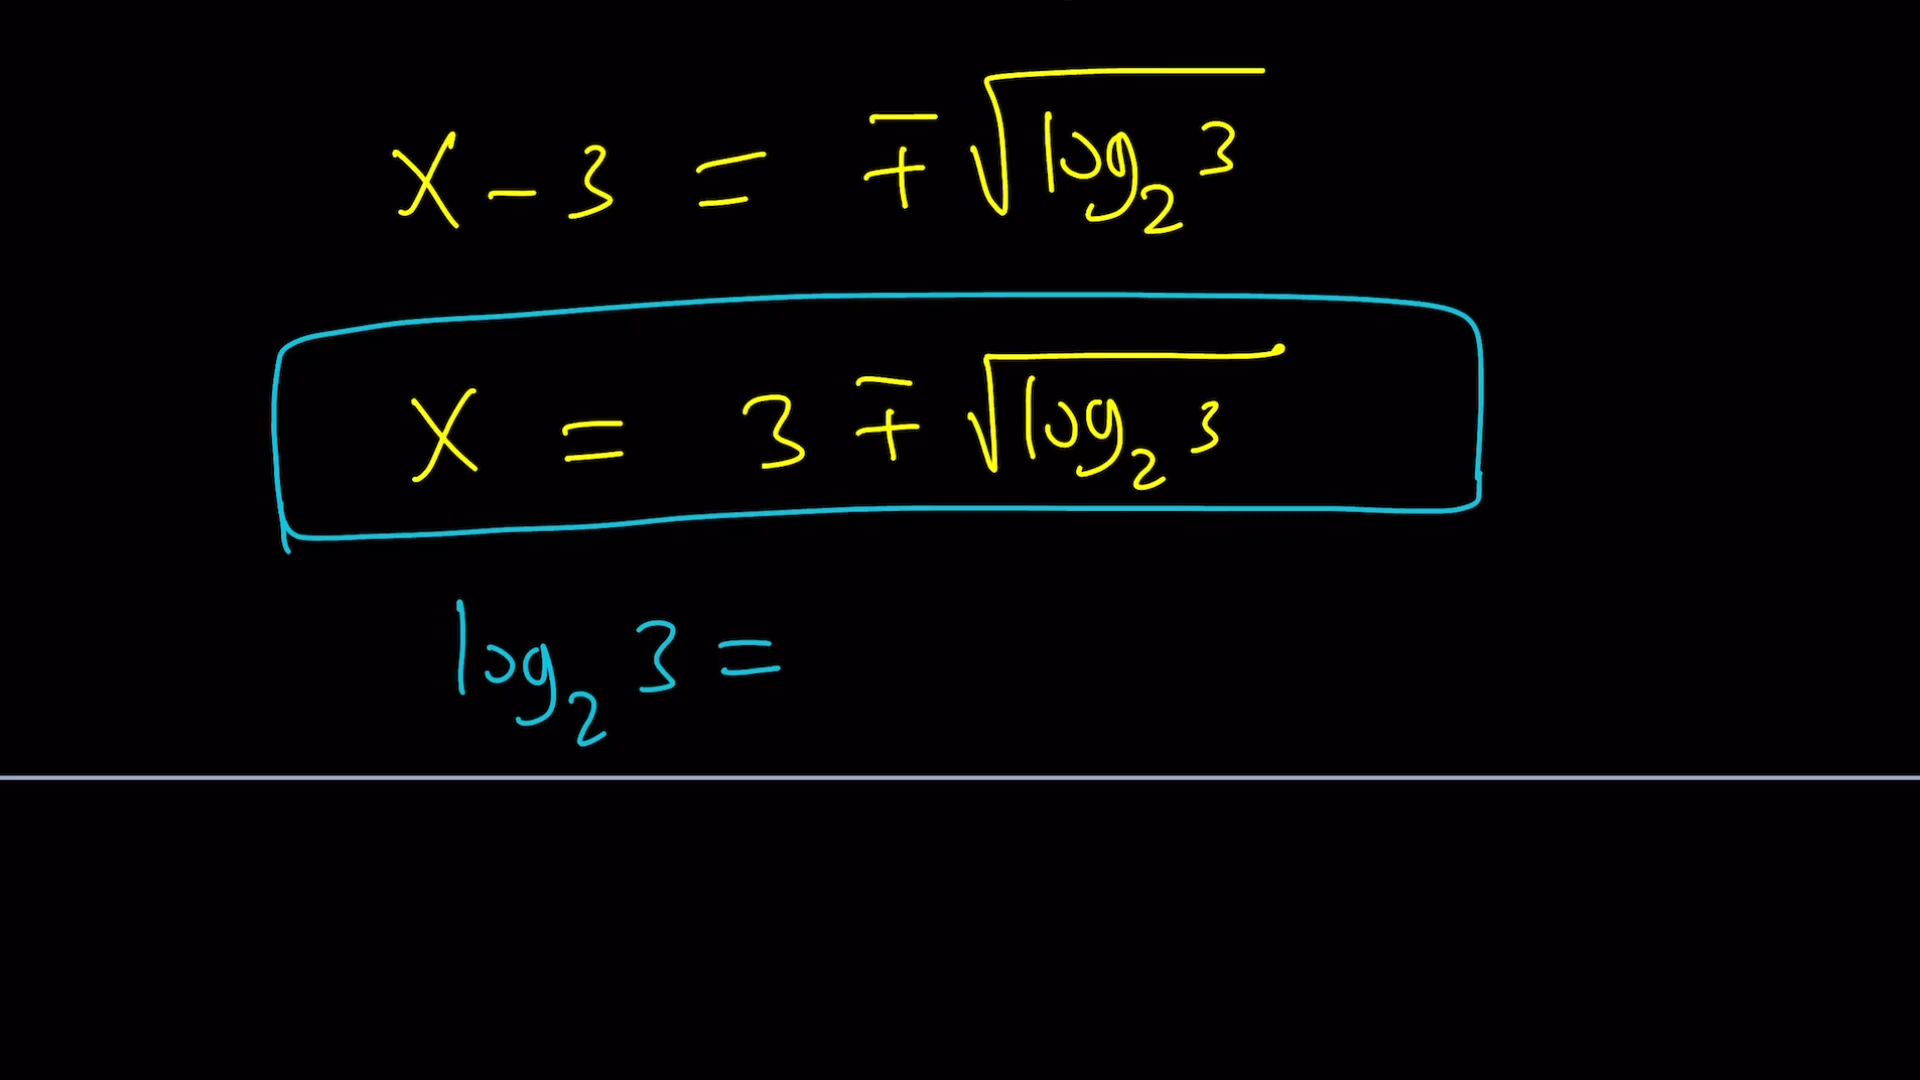 x - 3 = ∓√log₂ 3
x = 3 ∓ √log₂ 3
log₂ 3 =